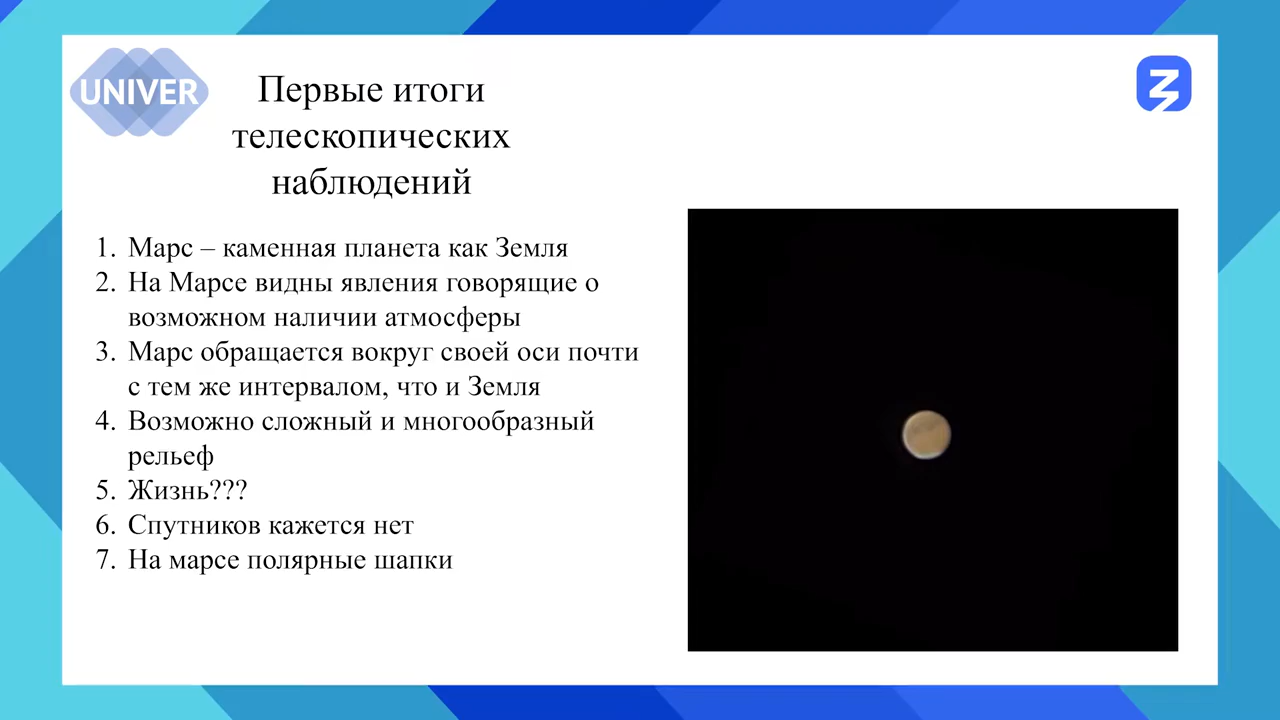 UNIVER
Первые итоги
телескопических
наблюдений
1. Марс – каменная планета как Земля
2. На Марсе видны явления говорящие о
возможном наличии атмосферы
3. Марс обращается вокруг своей оси почти
с тем же интервалом, что и Земля
4. Возможно сложный и многообразный
рельеф
5. Жизнь???
6. Спутников кажется нет
7. На марсе полярные шапки